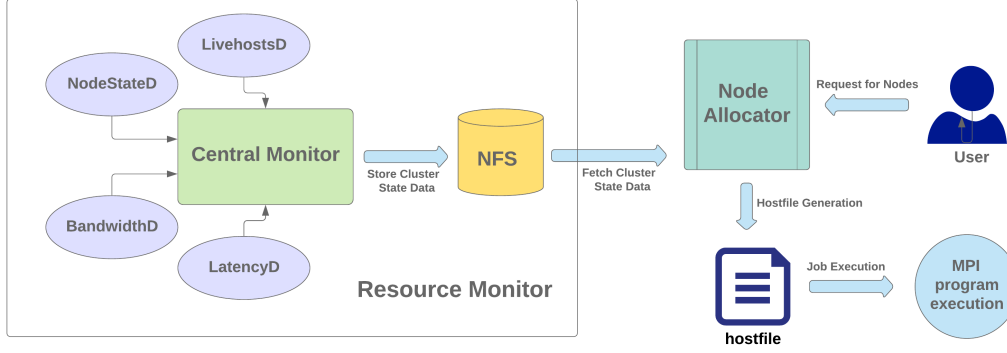 LivehostsD
NodeStateD
Central Monitor
BandwidthD
LatencyD
Resource Monitor
Store Cluster
State Data
NFS
Fetch Cluster
State Data
Node
Allocator
Request for Nodes
User
Hostfile Generation
hostfile
Job Execution
MPI
program
execution